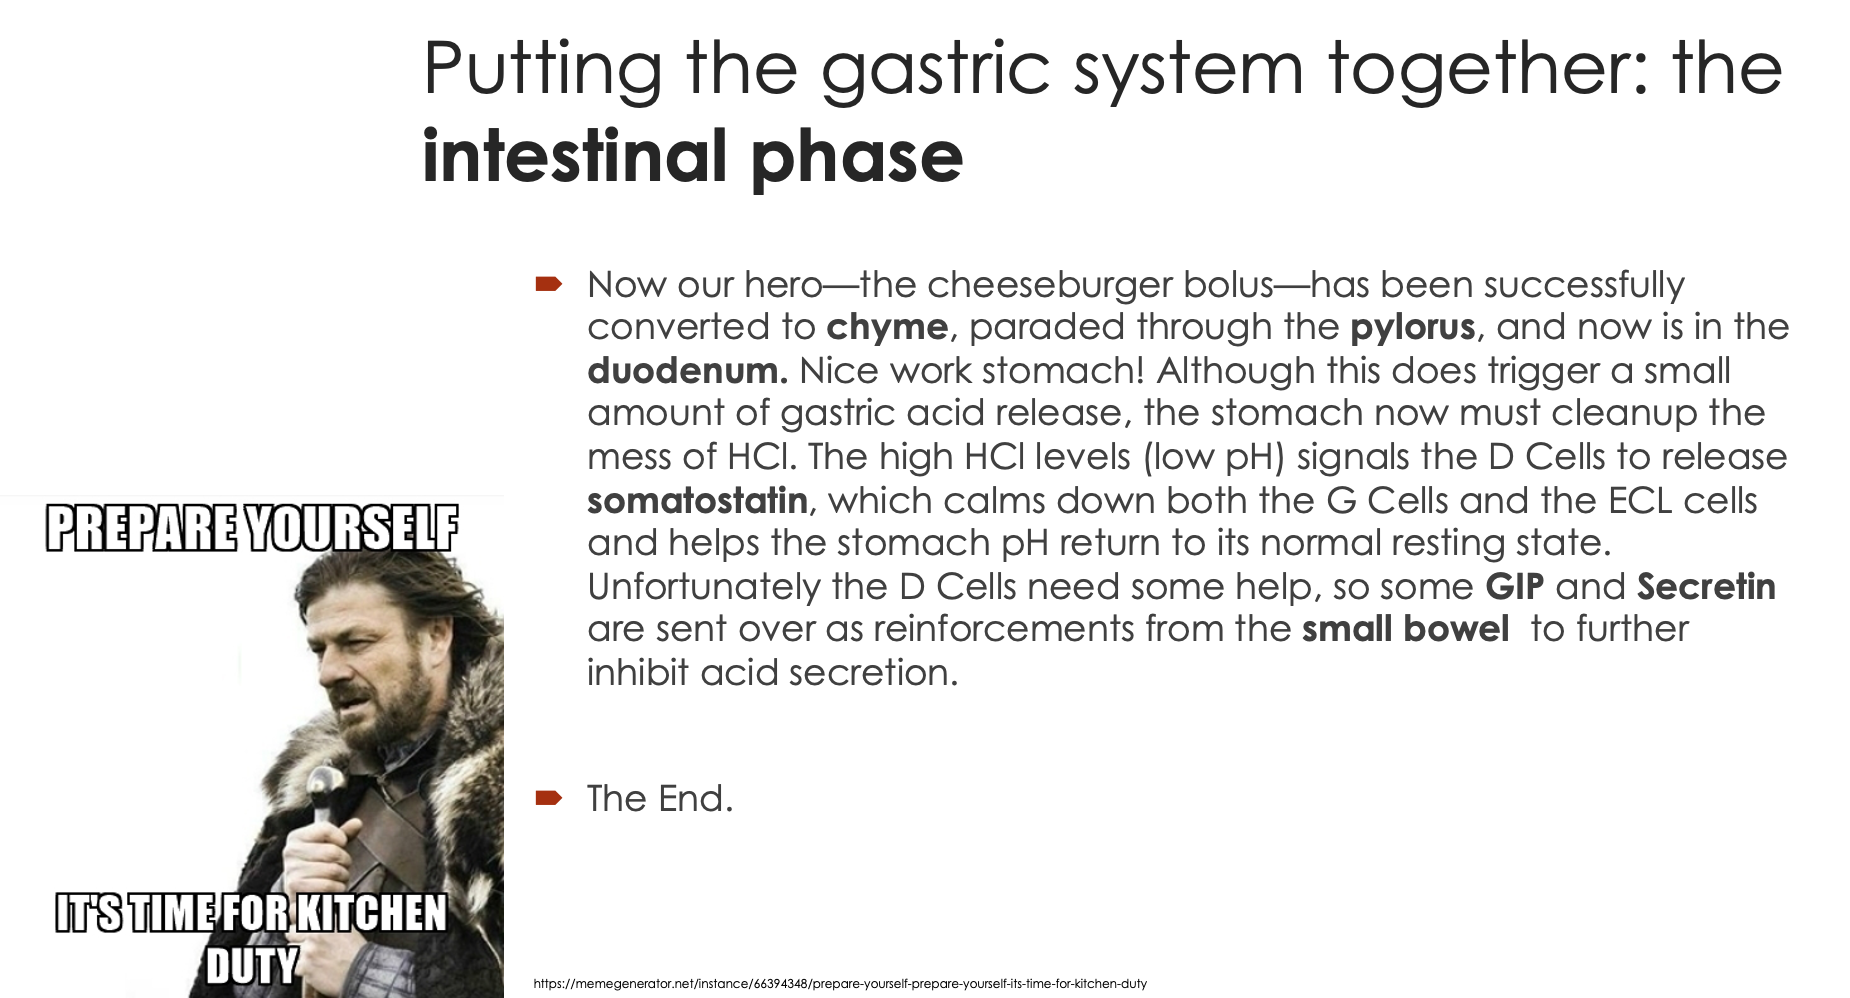 Putting the gastric system together: the
intestinal phase
Now our hero—the cheeseburger bolus—has been successfully
converted to chyme, paraded through the pylorus, and now is in the
duodenum. Nice work stomach! Although this does trigger a small
amount of gastric acid release, the stomach now must cleanup the
mess of HCl. The high HCl levels (low pH) signals the D Cells to release
somatostatin, which calms down both the G Cells and the ECL cells
and helps the stomach pH return to its normal resting state.
Unfortunately the D Cells need some help, so some GIP and Secretin
are sent over as reinforcements from the small bowel  to further
inhibit acid secretion.
The End.
PREPARE YOURSELF
IT'S TIME FOR KITCHEN
DUTY
https://memegenerator.net/instance/66394348/prepare-yourself-prepare-yourself-its-time-for-kitchen-duty